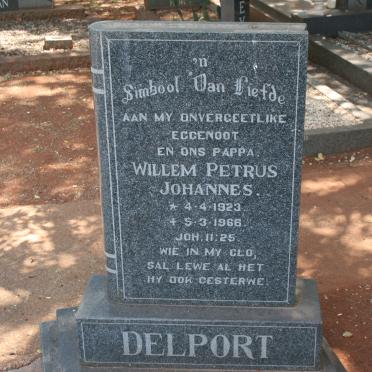 'n
Simbool Van Liefde
AAN MY ONVERGEETLIKE
EGGENOOT
EN ONS PAPPA
WILLEM PETRUS
JOHANNES.
* 4-4-1923
+ 5-3-1966
JOH. 11:25
WIE IN MY GLO,
SAL LEWE AL HET
HY OOK GESTERWE
DELPORT